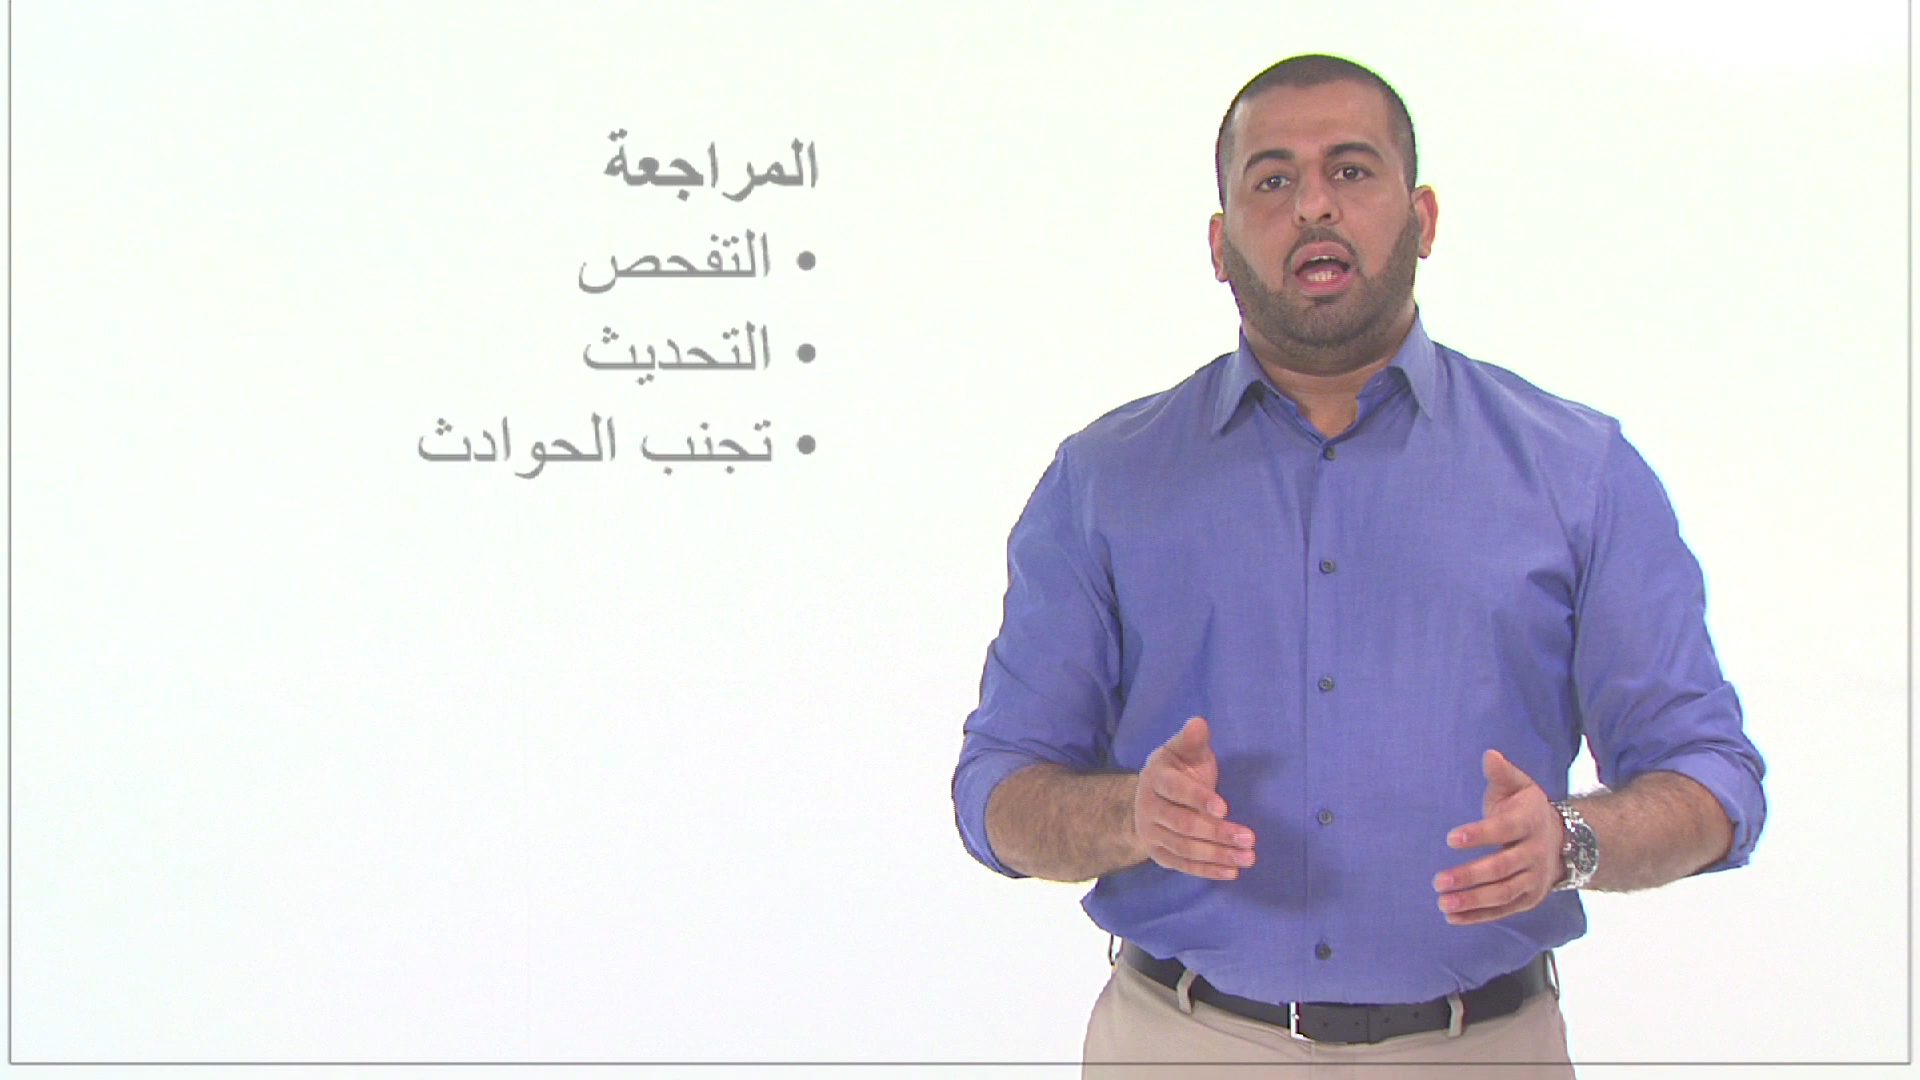 المراجعة
• التفحص
• التحديث
• تجنب الحوادث